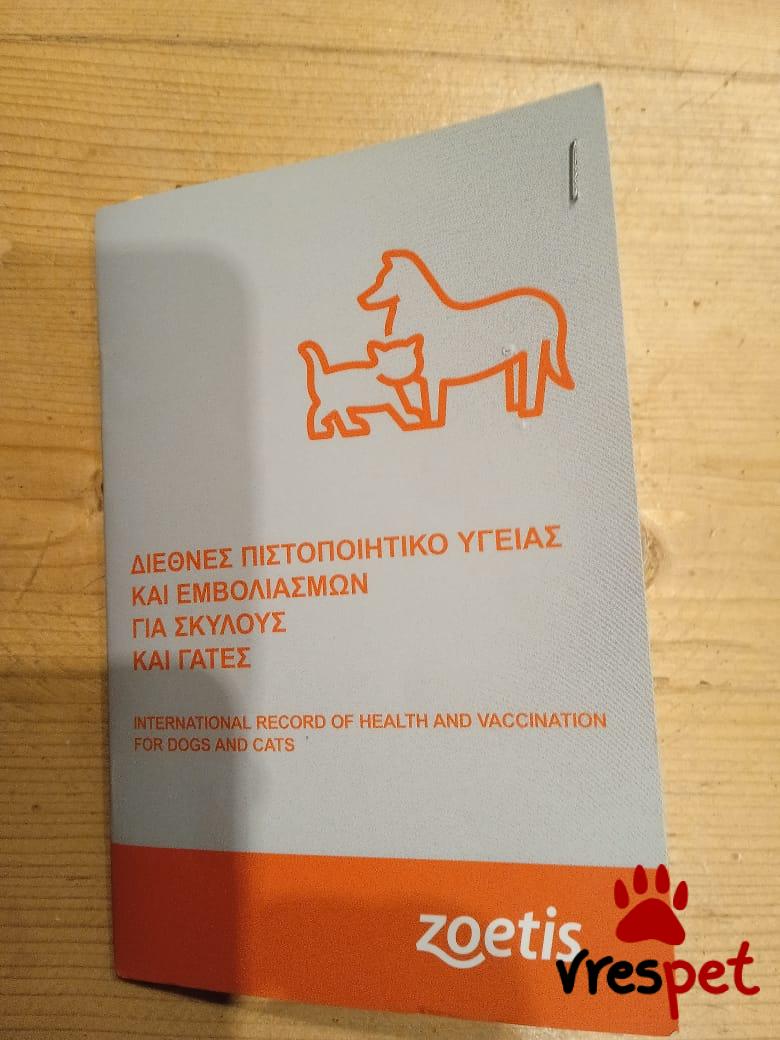 ΔΙΕΘΝΕΣ ΠΙΣΤΟΠΟΙΗΤΙΚΟ ΥΓΕΙΑΣ
ΚΑΙ ΕΜΒΟΛΙΑΣΜΩΝ
ΓΙΑ ΣΚΥΛΟΥΣ
ΚΑΙ ΓΑΤΕΣ
INTERNATIONAL RECORD OF HEALTH AND VACCINATION
FOR DOGS AND CATS
zoetis
vrespet